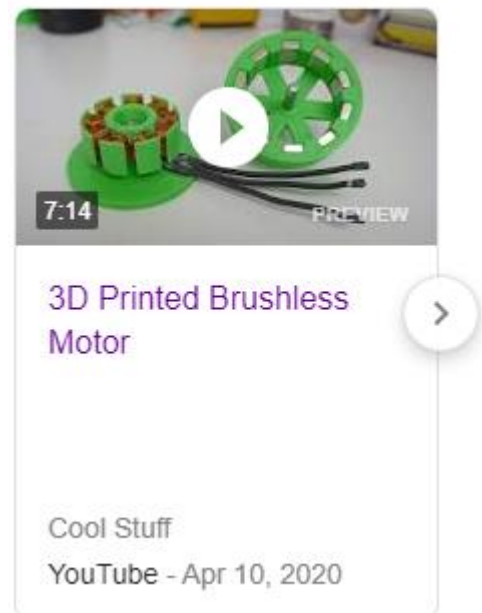 7:14
PREVIEW
3D Printed Brushless
Motor
Cool Stuff
YouTube - Apr 10, 2020